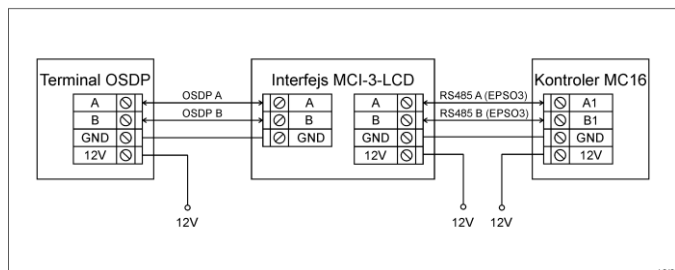 Terminal OSDP
A
B
GND
12V
12V
OSDP A
OSDP B
Interfejs MCI-3-LCD
A
B
GND
A
B
GND
12V
12V
RS485 A (EPSO3)
RS485 B (EPSO3)
Kontroler MC16
A1
B1
GND
12V
12V